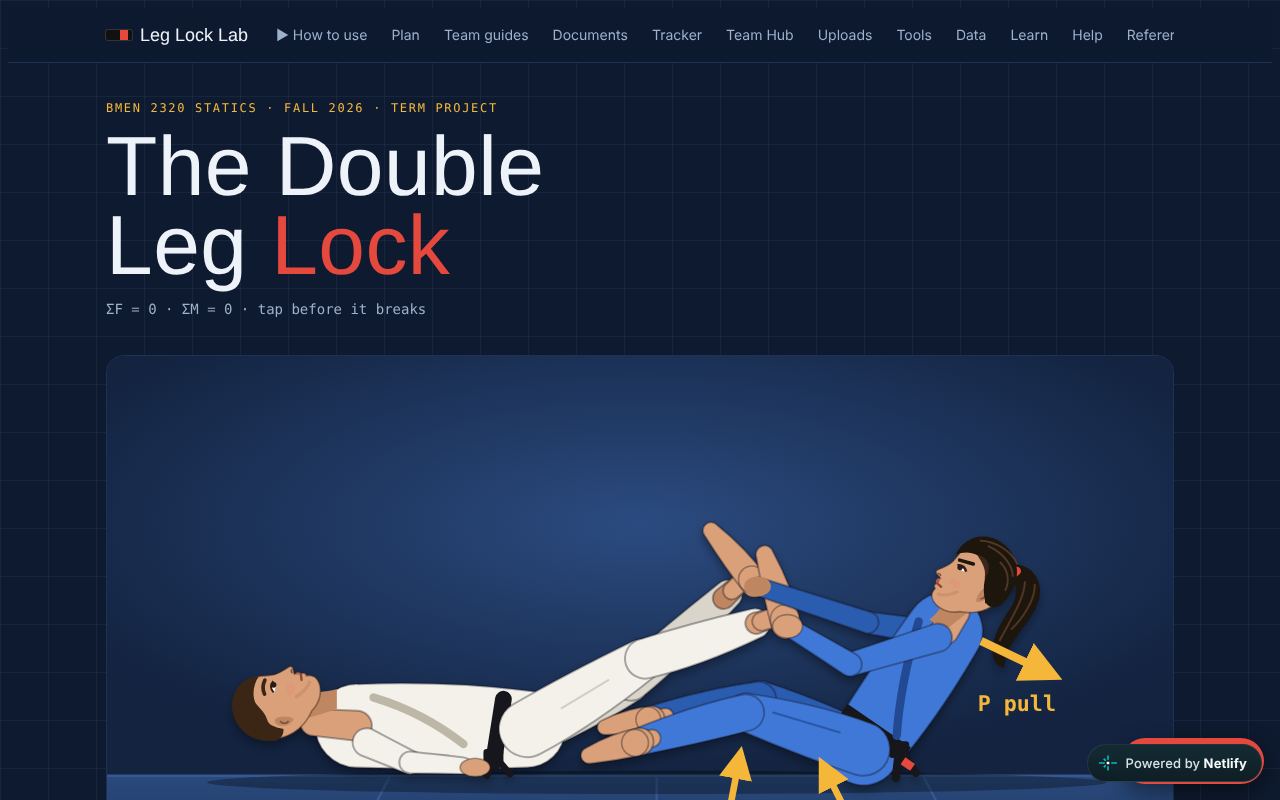 Leg Lock Lab
▶ How to use
Plan
Team guides
Documents
Tracker
Team Hub
Uploads
Tools
Data
Learn
Help
BMEN 2320 STATICS · FALL 2026 · TERM PROJECT
The Double
Leg Lock
ΣF = 0 · ΣM = 0 · tap before it breaks
P pull
Powered by Netlify